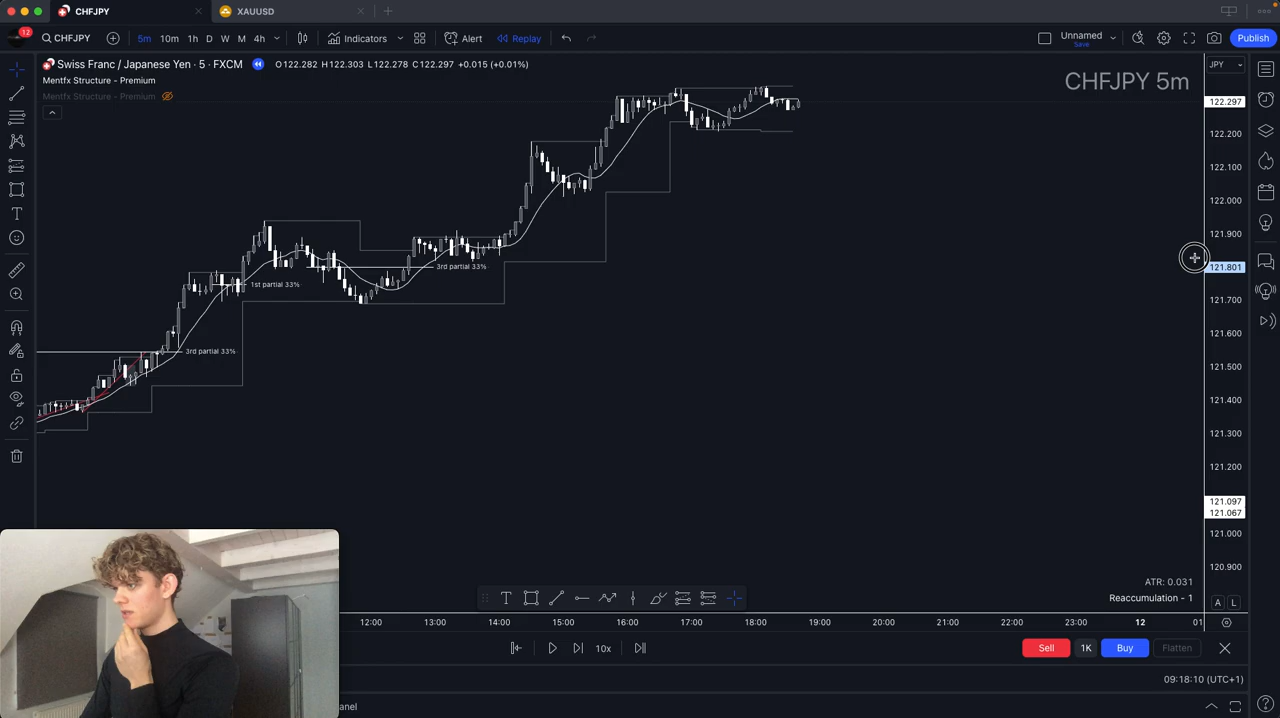 CHFJPY
XAUUSD
12
CHFJPY
5m
10m
1h
D
W
M
4h
Indicators
Alert
Replay
Unnamed
Save
Publish
Swiss Franc / Japanese Yen · 5 · FXCM
O122.282 H122.303 L122.278 C122.297 +0.015 (+0.01%)
Mentfx Structure - Premium
Mentfx Structure - Premium
CHFJPY 5m
JPY
122.297
122.200
122.100
122.000
121.900
121.801
121.700
121.600
121.500
121.400
121.300
121.200
121.097
121.067
121.000
120.900
3rd partial 33%
1st partial 33%
3rd partial 33%
ATR: 0.031
Reaccumulation - 1
A
L
12:00
13:00
14:00
15:00
16:00
17:00
18:00
19:00
20:00
21:00
22:00
23:00
12
01
10x
Sell
1K
Buy
Flatten
09:18:10 (UTC+1)
anel